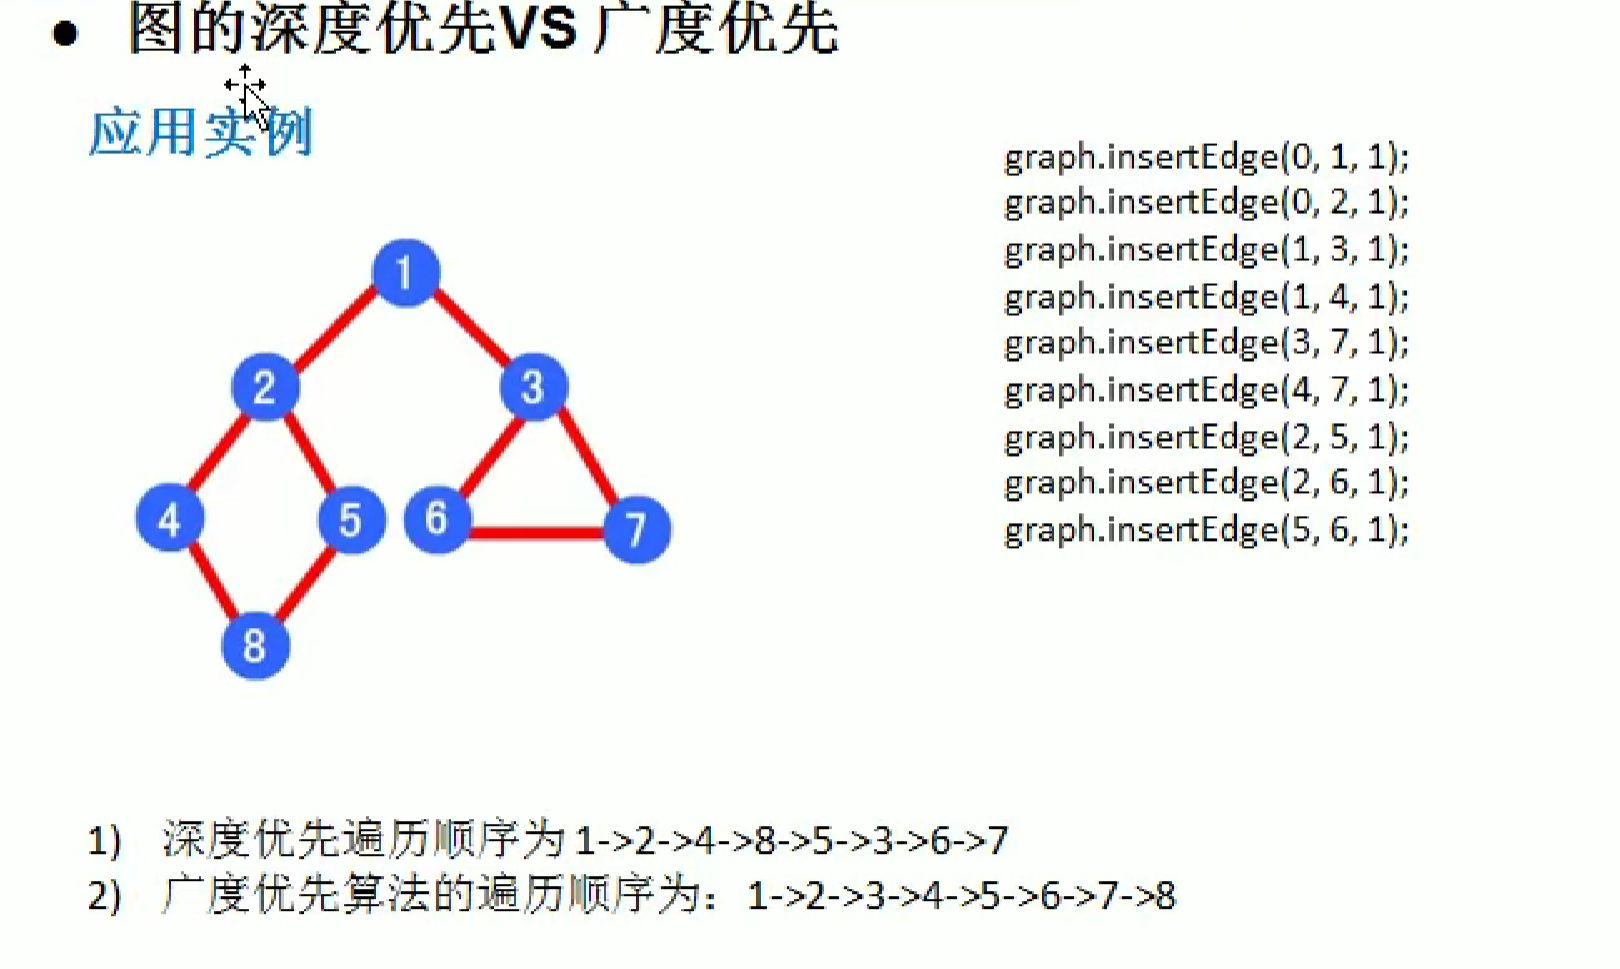 ● 图的深度优先VS 广度优先
应用实例
graph.insertEdge(0, 1, 1);
graph.insertEdge(0, 2, 1);
graph.insertEdge(1, 3, 1);
graph.insertEdge(1, 4, 1);
graph.insertEdge(3, 7, 1);
graph.insertEdge(4, 7, 1);
graph.insertEdge(2, 5, 1);
graph.insertEdge(2, 6, 1);
graph.insertEdge(5, 6, 1);
1
2 3
4 5 6 7
8
1) 深度优先遍历顺序为 1->2->4->8->5->3->6->7
2) 广度优先算法的遍历顺序为：1->2->3->4->5->6->7->8